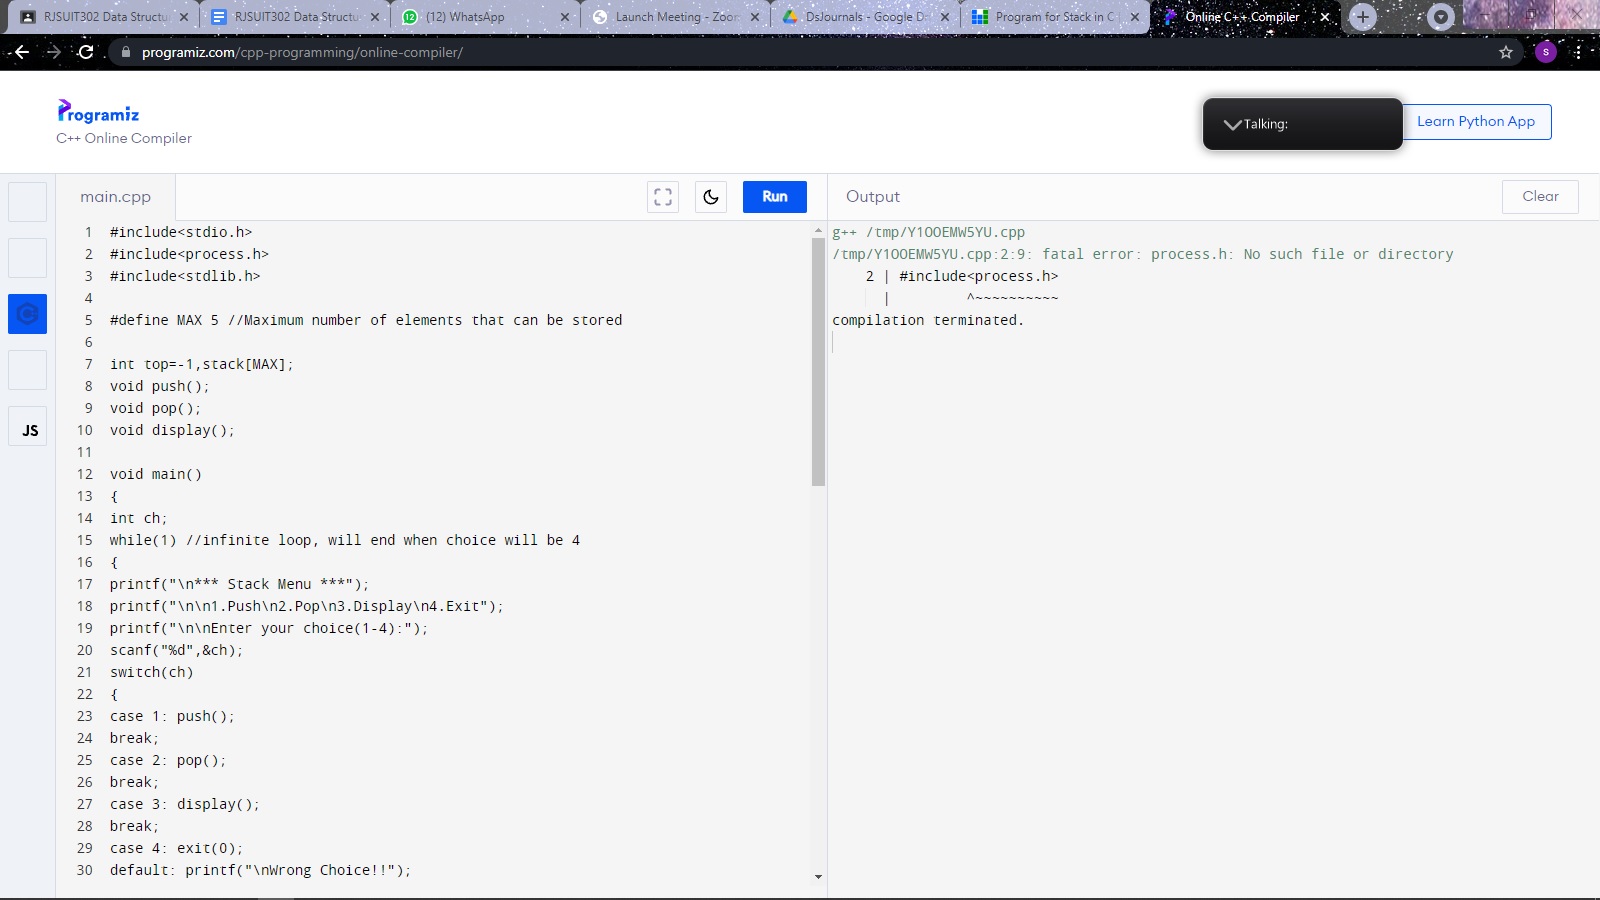 RJSUIT302 Data Structu
RJSUIT302 Data Structu
(12) WhatsApp
Launch Meeting - Zoom
DsJournals - Google D
Program for Stack in C
Online C++ Compiler
programiz.com/cpp-programming/online-compiler/
S
Programiz
C++ Online Compiler
Talking:
Learn Python App
main.cpp
Run
Output
Clear
JS
1 #include<stdio.h>
2 #include<process.h>
3 #include<stdlib.h>
4
5 #define MAX 5 //Maximum number of elements that can be stored
6
7 int top=-1,stack[MAX];
8 void push();
9 void pop();
10 void display();
11
12 void main()
13 {
14 int ch;
15 while(1) //infinite loop, will end when choice will be 4
16 {
17 printf("\n*** Stack Menu ***");
18 printf("\n\n1.Push\n2.Pop\n3.Display\n4.Exit");
19 printf("\n\nEnter your choice(1-4):");
20 scanf("%d",&ch);
21 switch(ch)
22 {
23 case 1: push();
24 break;
25 case 2: pop();
26 break;
27 case 3: display();
28 break;
29 case 4: exit(0);
30 default: printf("\nWrong Choice!!");
g++ /tmp/Y1OOEMW5YU.cpp
/tmp/Y1OOEMW5YU.cpp:2:9: fatal error: process.h: No such file or directory
2 | #include<process.h>
| ^~~~~~~~~~~
compilation terminated.